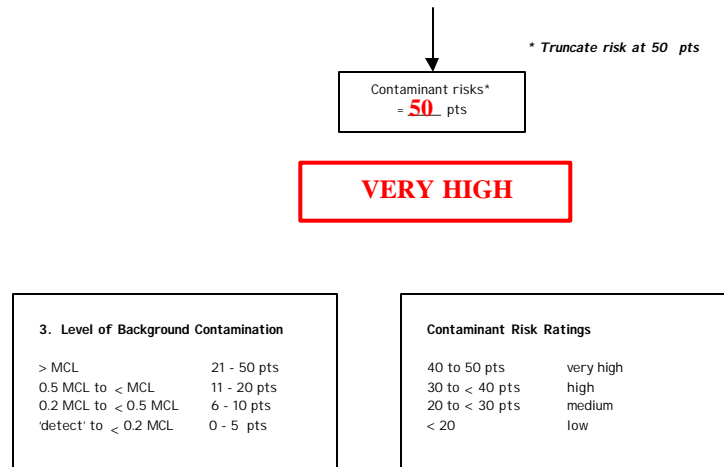 * Truncate risk at 50 pts
Contaminant risks*
= 50 pts
VERY HIGH
3. Level of Background Contamination
> MCL 21 - 50 pts
0.5 MCL to < MCL 11 - 20 pts
0.2 MCL to < 0.5 MCL 6 - 10 pts
'detect' to < 0.2 MCL 0 - 5 pts
Contaminant Risk Ratings
40 to 50 pts very high
30 to < 40 pts high
20 to < 30 pts medium
< 20 low